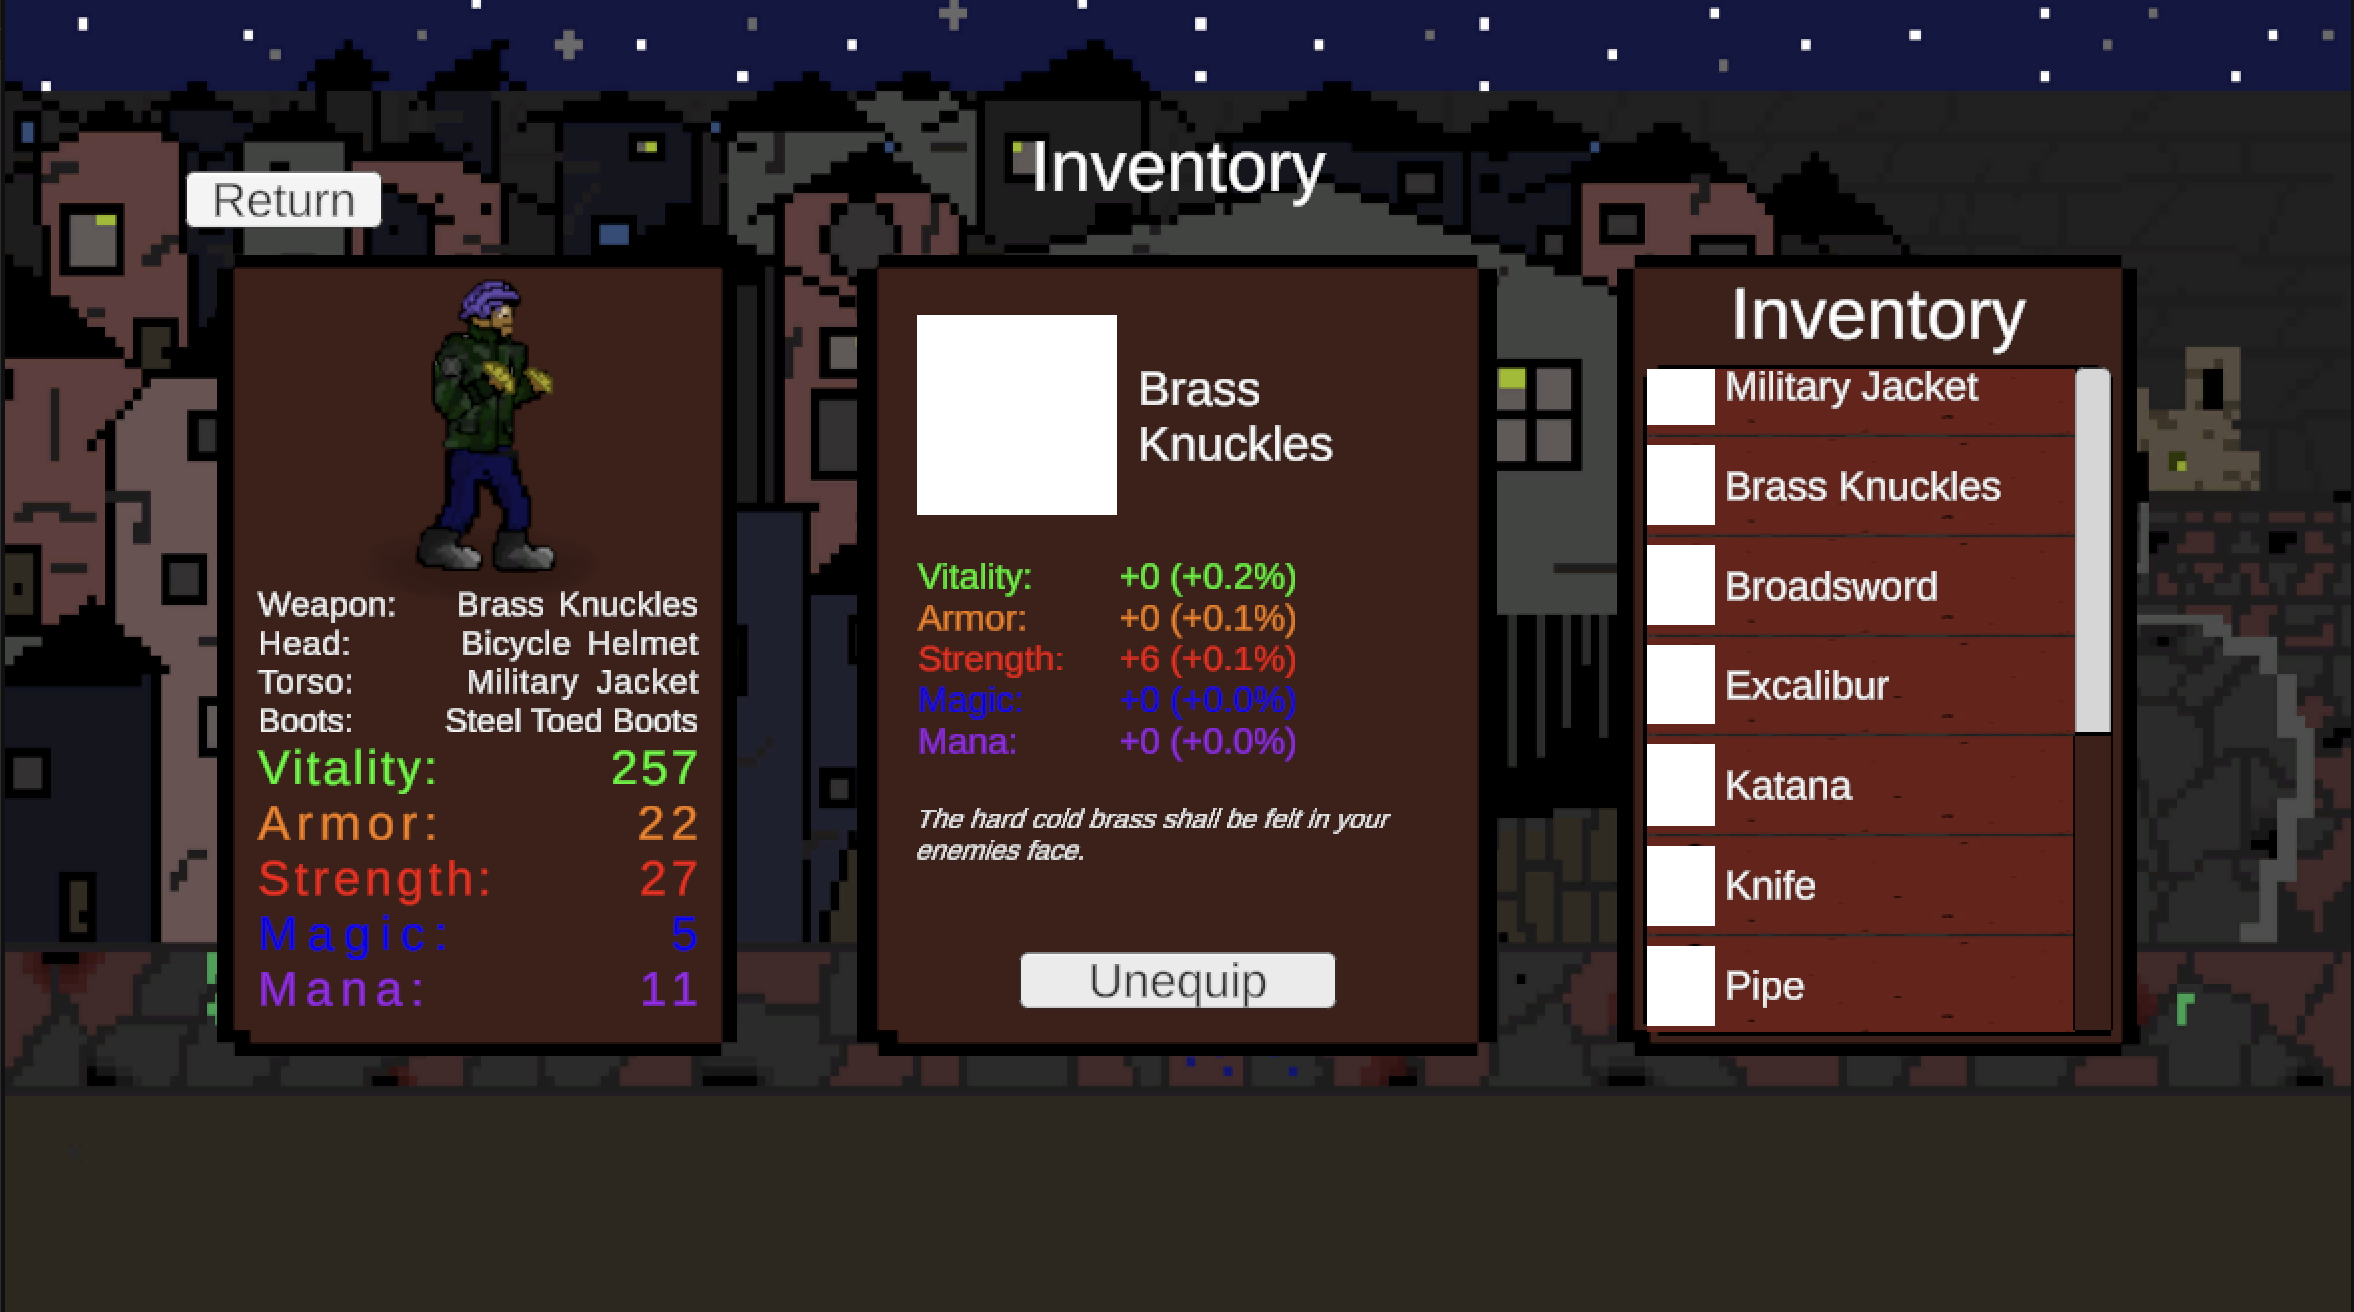 Inventory
Return
Weapon: Brass Knuckles
Head: Bicycle Helmet
Torso: Military Jacket
Boots: Steel Toed Boots
Vitality: 257
Armor: 22
Strength: 27
Magic: 5
Mana: 11
Brass
Knuckles
Vitality: +0 (+0.2%)
Armor: +0 (+0.1%)
Strength: +6 (+0.1%)
Magic: +0 (+0.0%)
Mana: +0 (+0.0%)
The hard cold brass shall be felt in your
enemies face.
Unequip
Inventory
Military Jacket
Brass Knuckles
Broadsword
Excalibur
Katana
Knife
Pipe